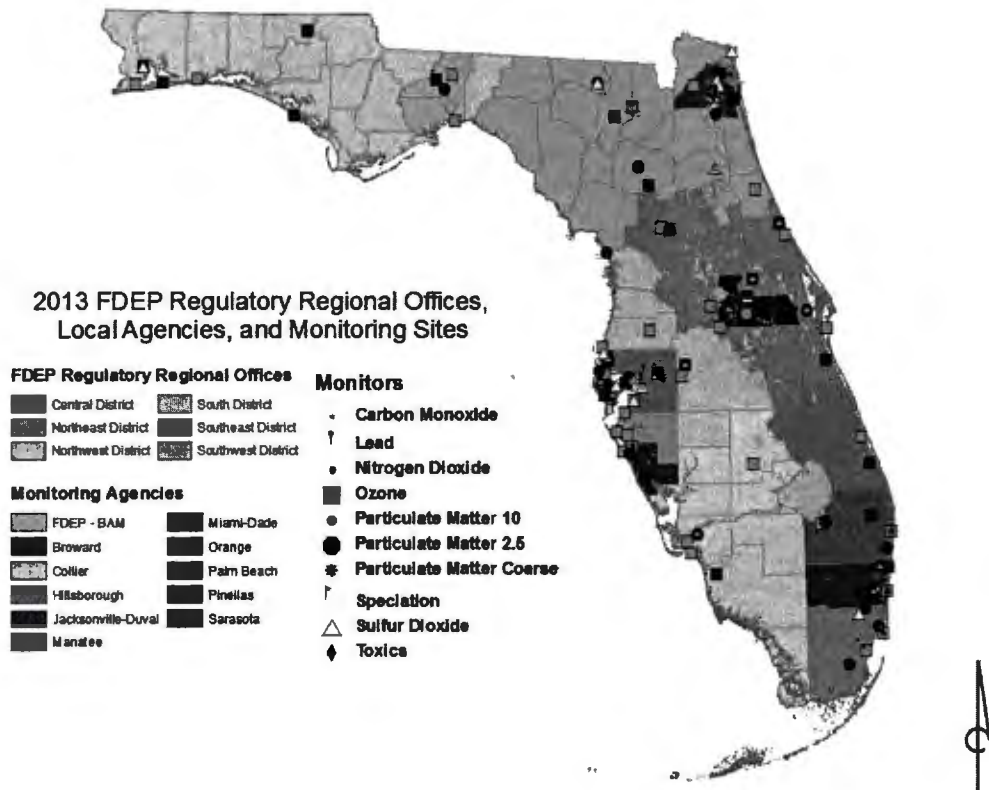 2013 FDEP Regulatory Regional Offices,
Local Agencies, and Monitoring Sites
FDEP Regulatory Regional Offices
Central District
South District
Northeast District
Southeast District
Northwest District
Southwest District
Monitoring Agencies
FDEP - BAM
Miami-Dade
Broward
Orange
Collier
Palm Beach
Hillsborough
Pinellas
Jacksonville-Duval
Sarasota
Manatee
Monitors
Carbon Monoxide
Lead
Nitrogen Dioxide
Ozone
Particulate Matter 10
Particulate Matter 2.5
Particulate Matter Coarse
Speciation
Sulfur Dioxide
Toxics